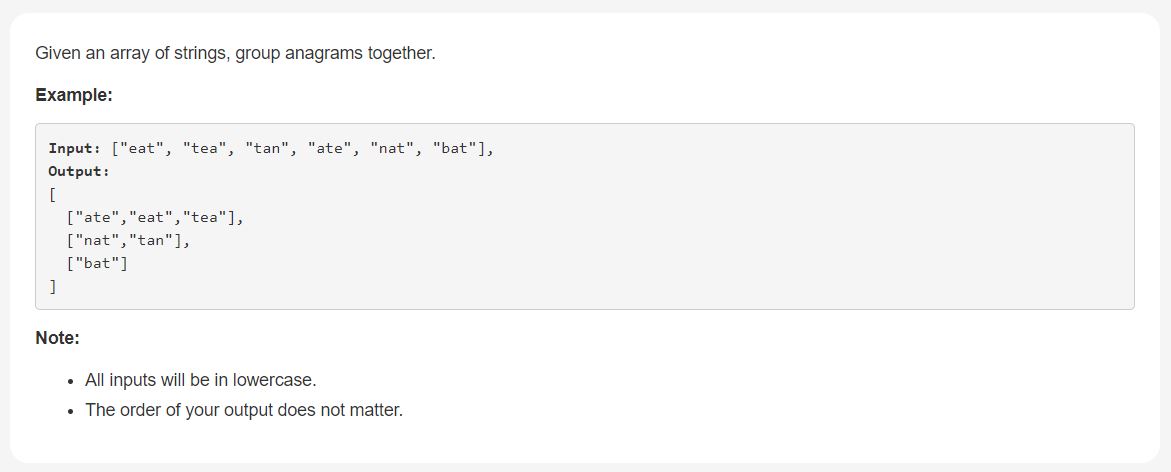 Given an array of strings, group anagrams together.
Example:
Input: ["eat", "tea", "tan", "ate", "nat", "bat"],
Output:
[
  ["ate","eat","tea"],
  ["nat","tan"],
  ["bat"]
]
Note:
• All inputs will be in lowercase.
• The order of your output does not matter.